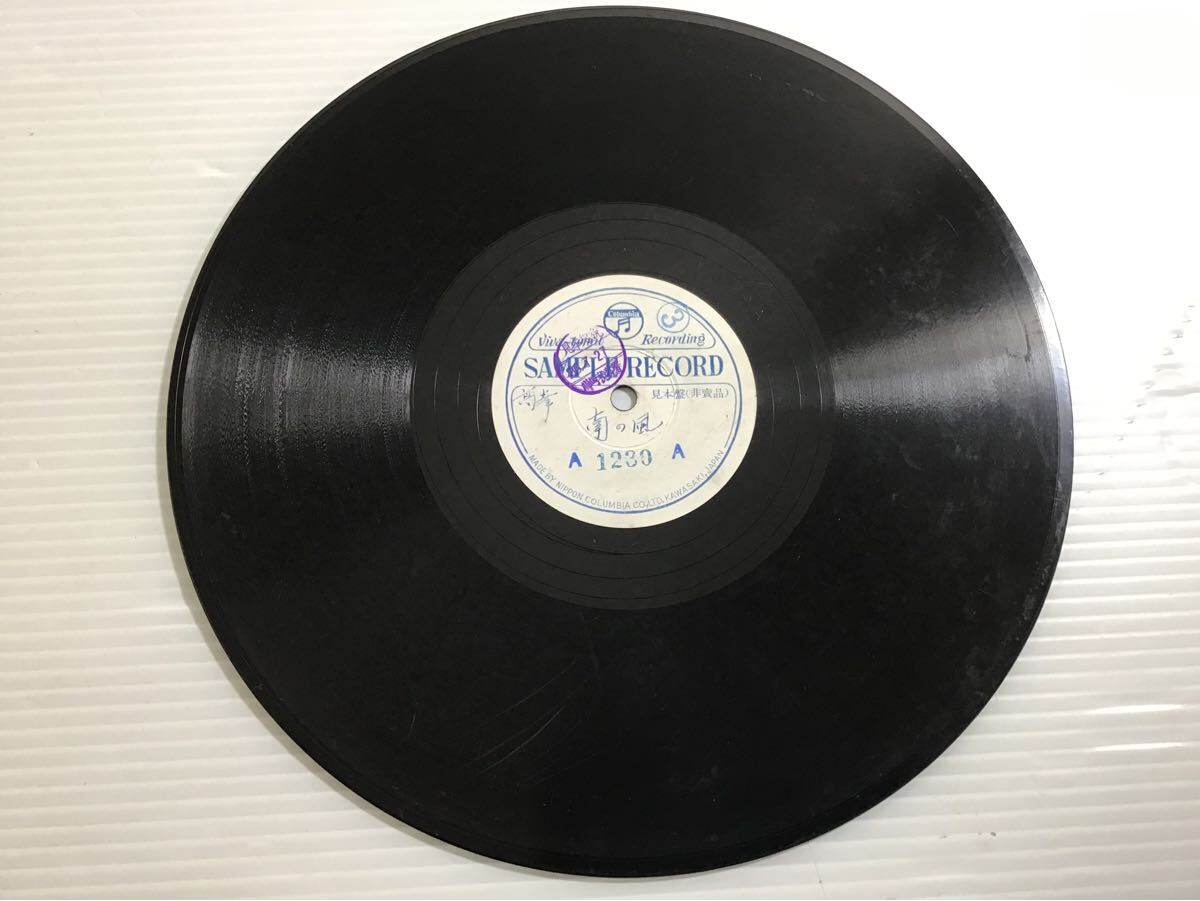 Columbia
3
Viva-tonal Recording
SAMPLE RECORD
見本盤(非賣品)
南の風
A 1230 A
MADE BY NIPPON COLUMBIA CO., LTD. KAWASAKI, JAPAN